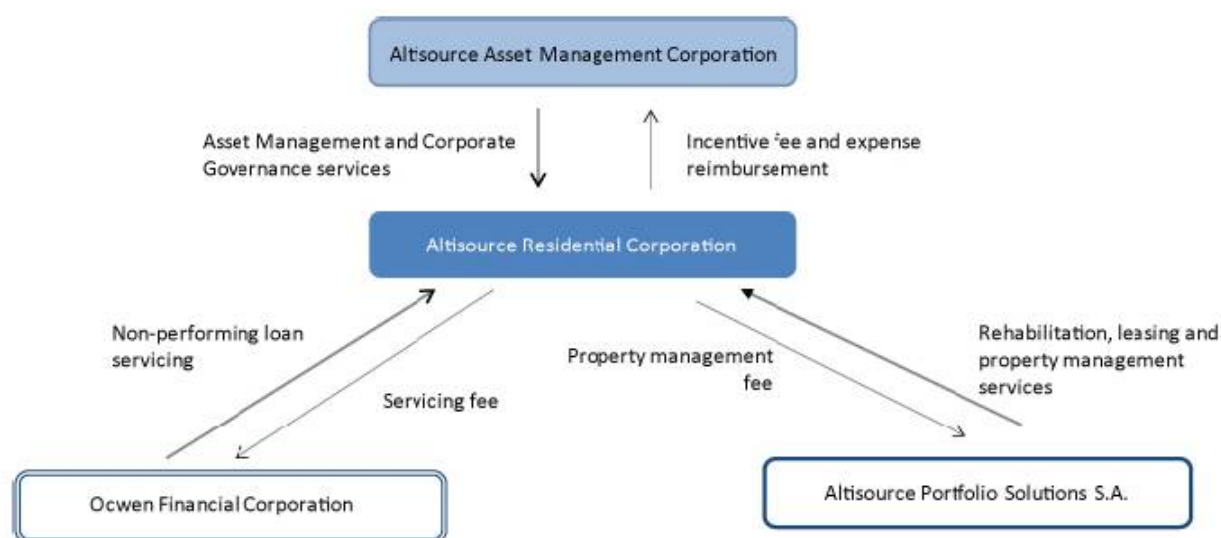 Altisource Asset Management Corporation
Asset Management and Corporate
Governance services
Incentive fee and expense
reimbursement
Altisource Residential Corporation
Non-performing loan
servicing
Servicing fee
Property management
fee
Rehabilitation, leasing and
property management
services
Ocwen Financial Corporation
Altisource Portfolio Solutions S.A.